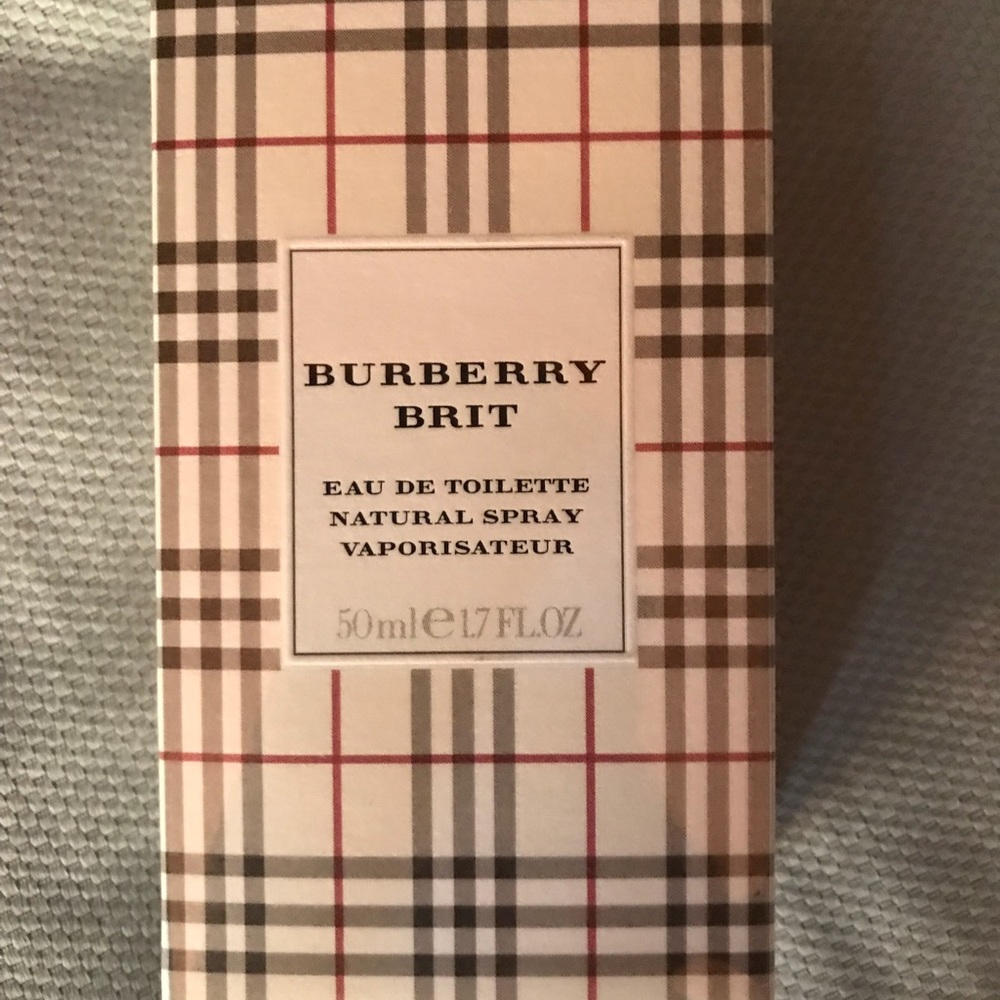 BURBERRY
BRIT
EAU DE TOILETTE
NATURAL SPRAY
VAPORISATEUR
50ml℮1.7 FL.OZ